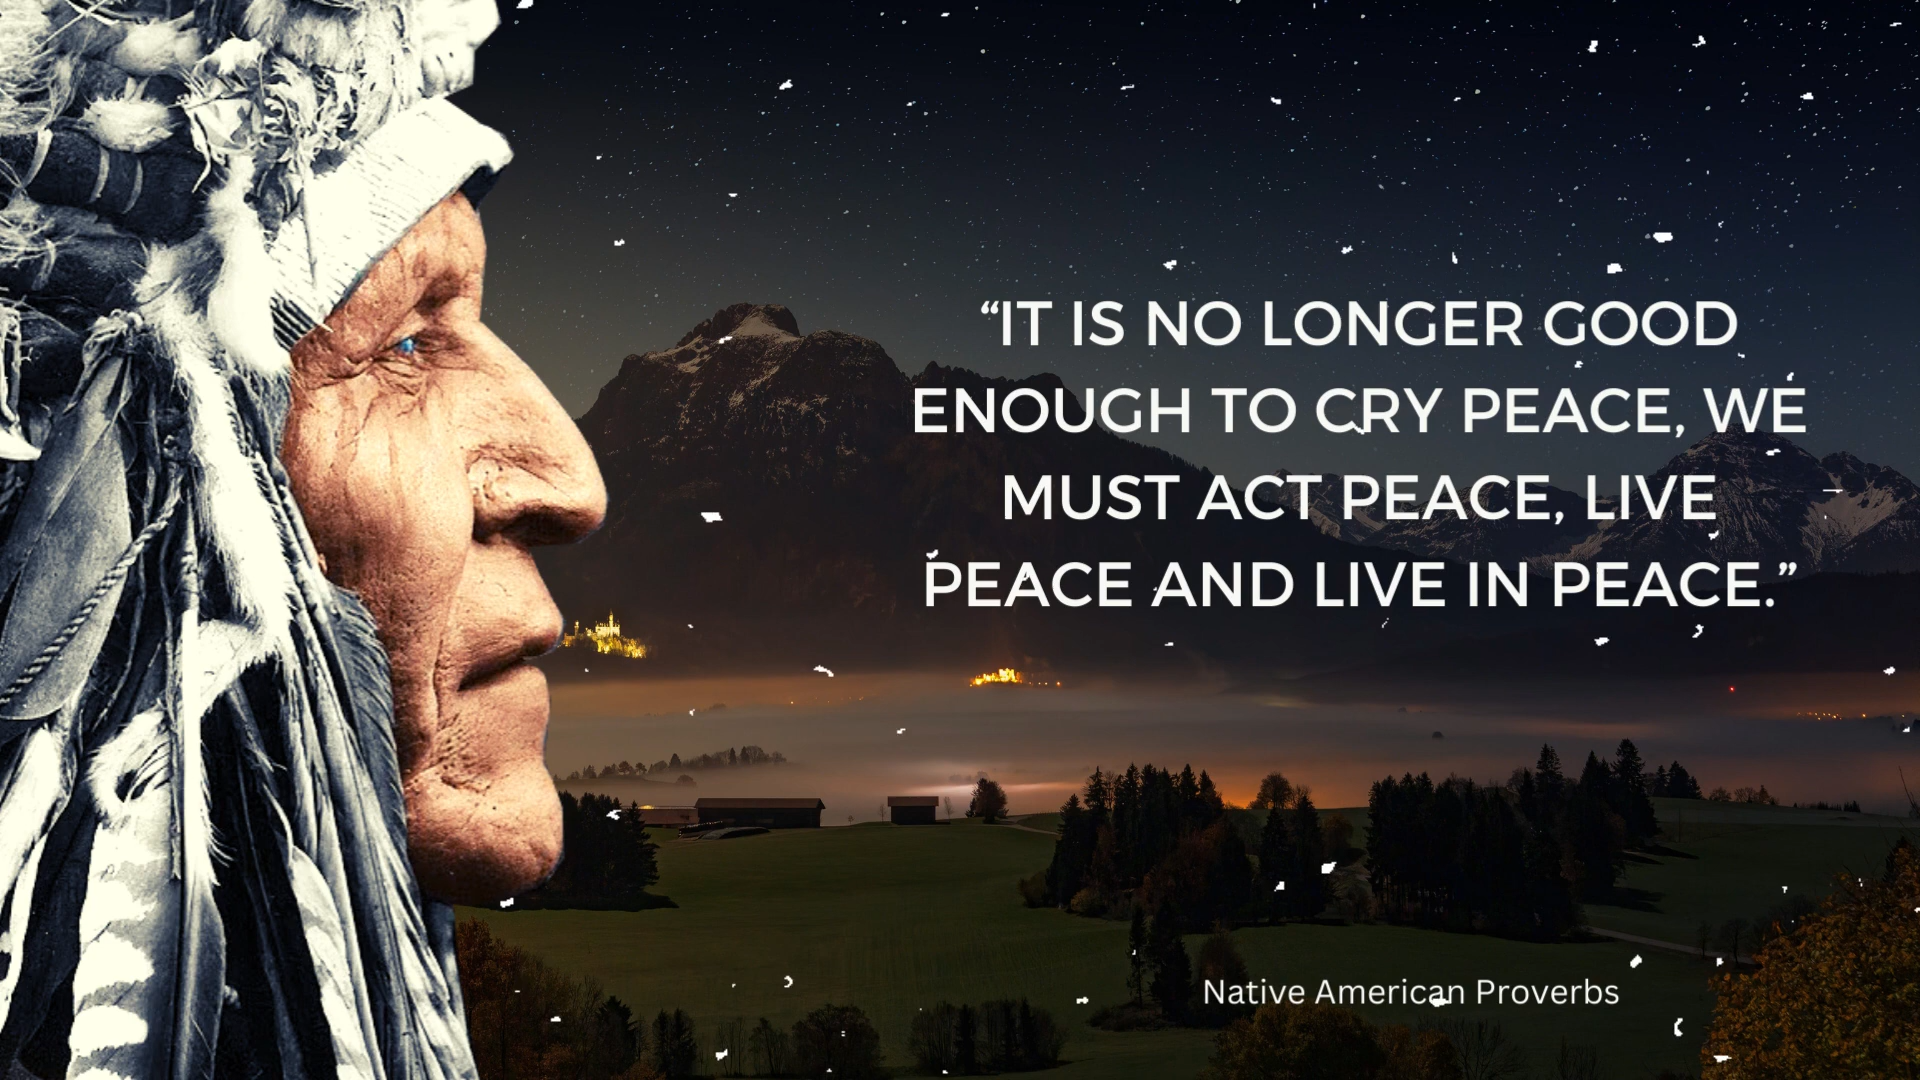 “IT IS NO LONGER GOOD
ENOUGH TO CRY PEACE, WE
MUST ACT PEACE, LIVE
PEACE AND LIVE IN PEACE.”
Native American Proverbs